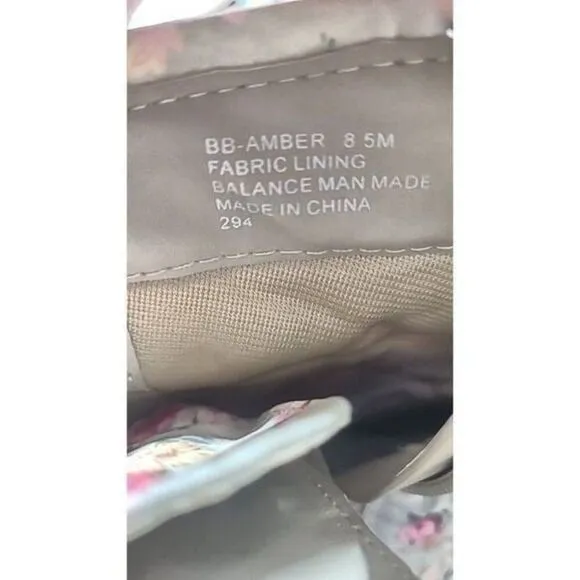 BB-AMBER 8 5M
FABRIC LINING
BALANCE MAN MADE
MADE IN CHINA
294